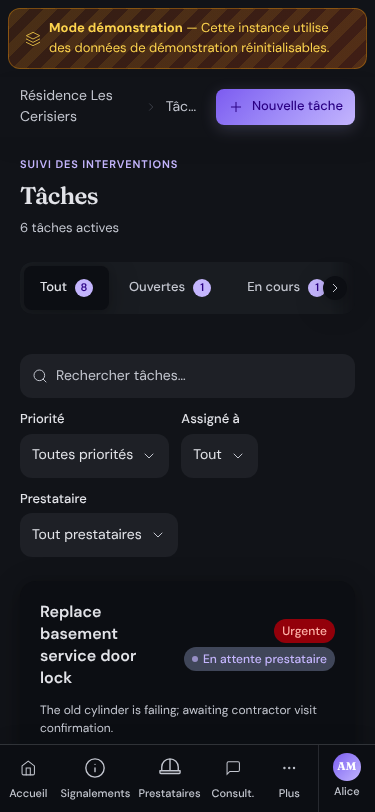 Mode démonstration — Cette instance utilise
des données de démonstration réinitialisables.
Résidence Les
Cerisiers
Tâc...
Nouvelle tâche
SUIVI DES INTERVENTIONS
Tâches
6 tâches actives
Tout 8
Ouvertes 1
En cours 1
Rechercher tâches...
Priorité
Assigné à
Toutes priorités
Tout
Prestataire
Tout prestataires
Replace
basement
service door
lock
Urgente
En attente prestataire
The old cylinder is failing; awaiting contractor visit
confirmation.
AM
Accueil
Signalements
Prestataires
Consult.
Plus
Alice